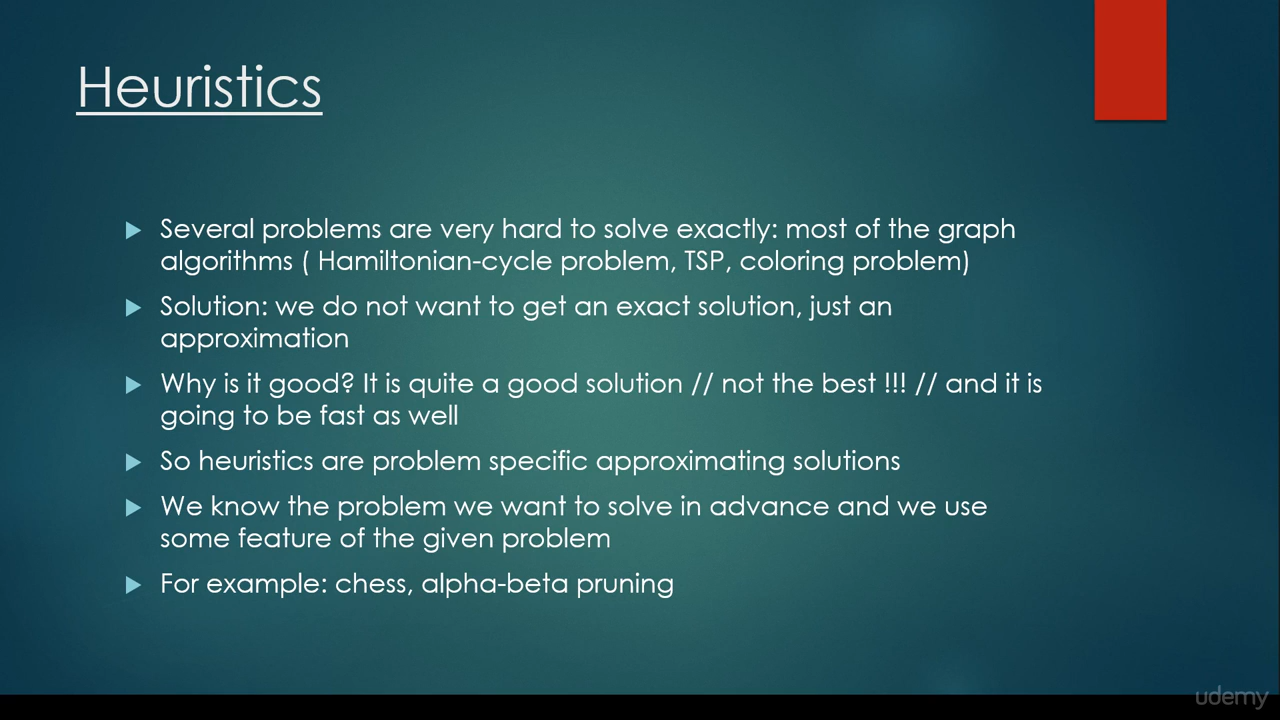 Heuristics
Several problems are very hard to solve exactly: most of the graph
algorithms ( Hamiltonian-cycle problem, TSP, coloring problem)
Solution: we do not want to get an exact solution, just an
approximation
Why is it good? It is quite a good solution // not the best !!! // and it is
going to be fast as well
So heuristics are problem specific approximating solutions
We know the problem we want to solve in advance and we use
some feature of the given problem
For example: chess, alpha-beta pruning
udemy